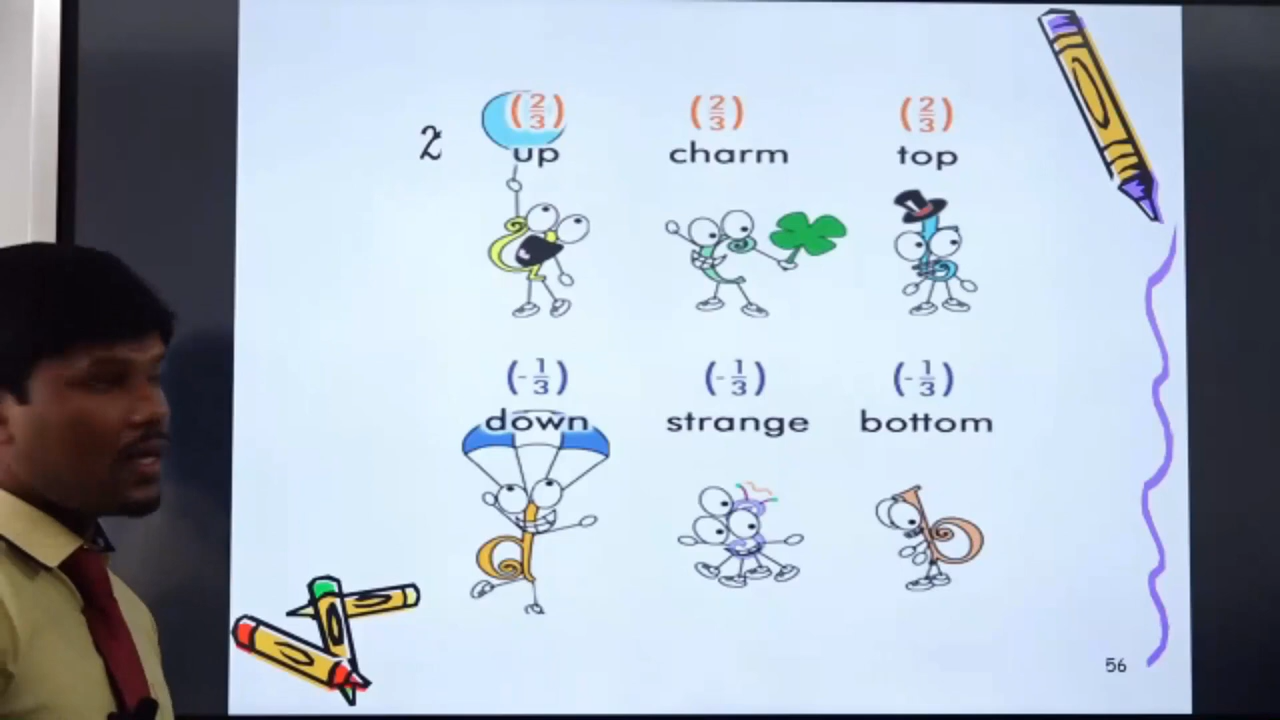 2 (2/3) (2/3) (2/3)
up charm top
(-1/3) (-1/3) (-1/3)
down strange bottom
56